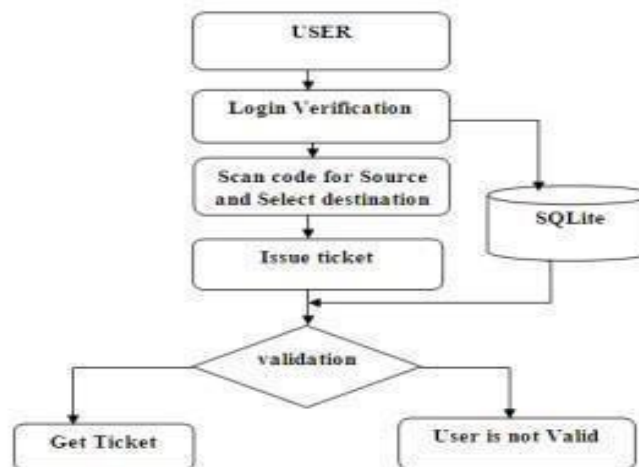 USER
Login Verification
Scan code for Source
and Select destination
SQLite
Issue ticket
validation
Get Ticket
User is not Valid